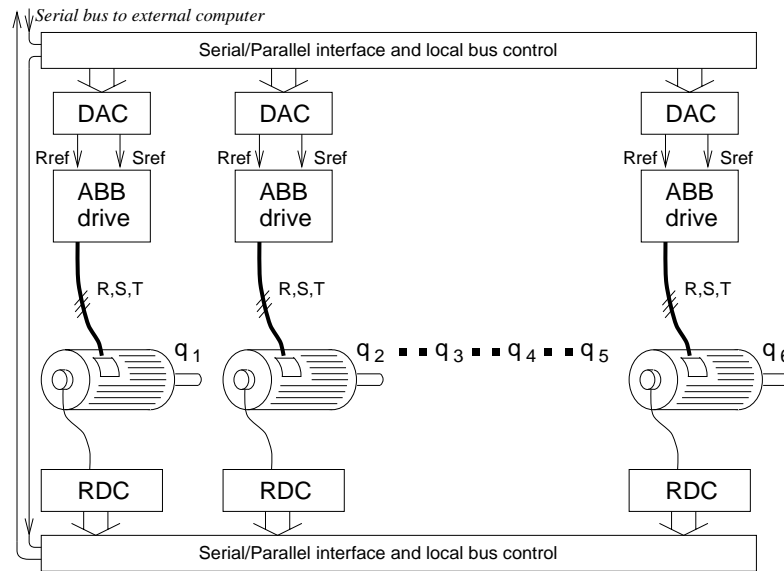 Serial bus to external computer
Serial/Parallel interface and local bus control
DAC DAC DAC
Rref Sref Rref Sref Rref Sref
ABB drive ABB drive ABB drive
R,S,T R,S,T R,S,T
q1 q2 q3 q4 q5 q6
RDC RDC RDC
Serial/Parallel interface and local bus control